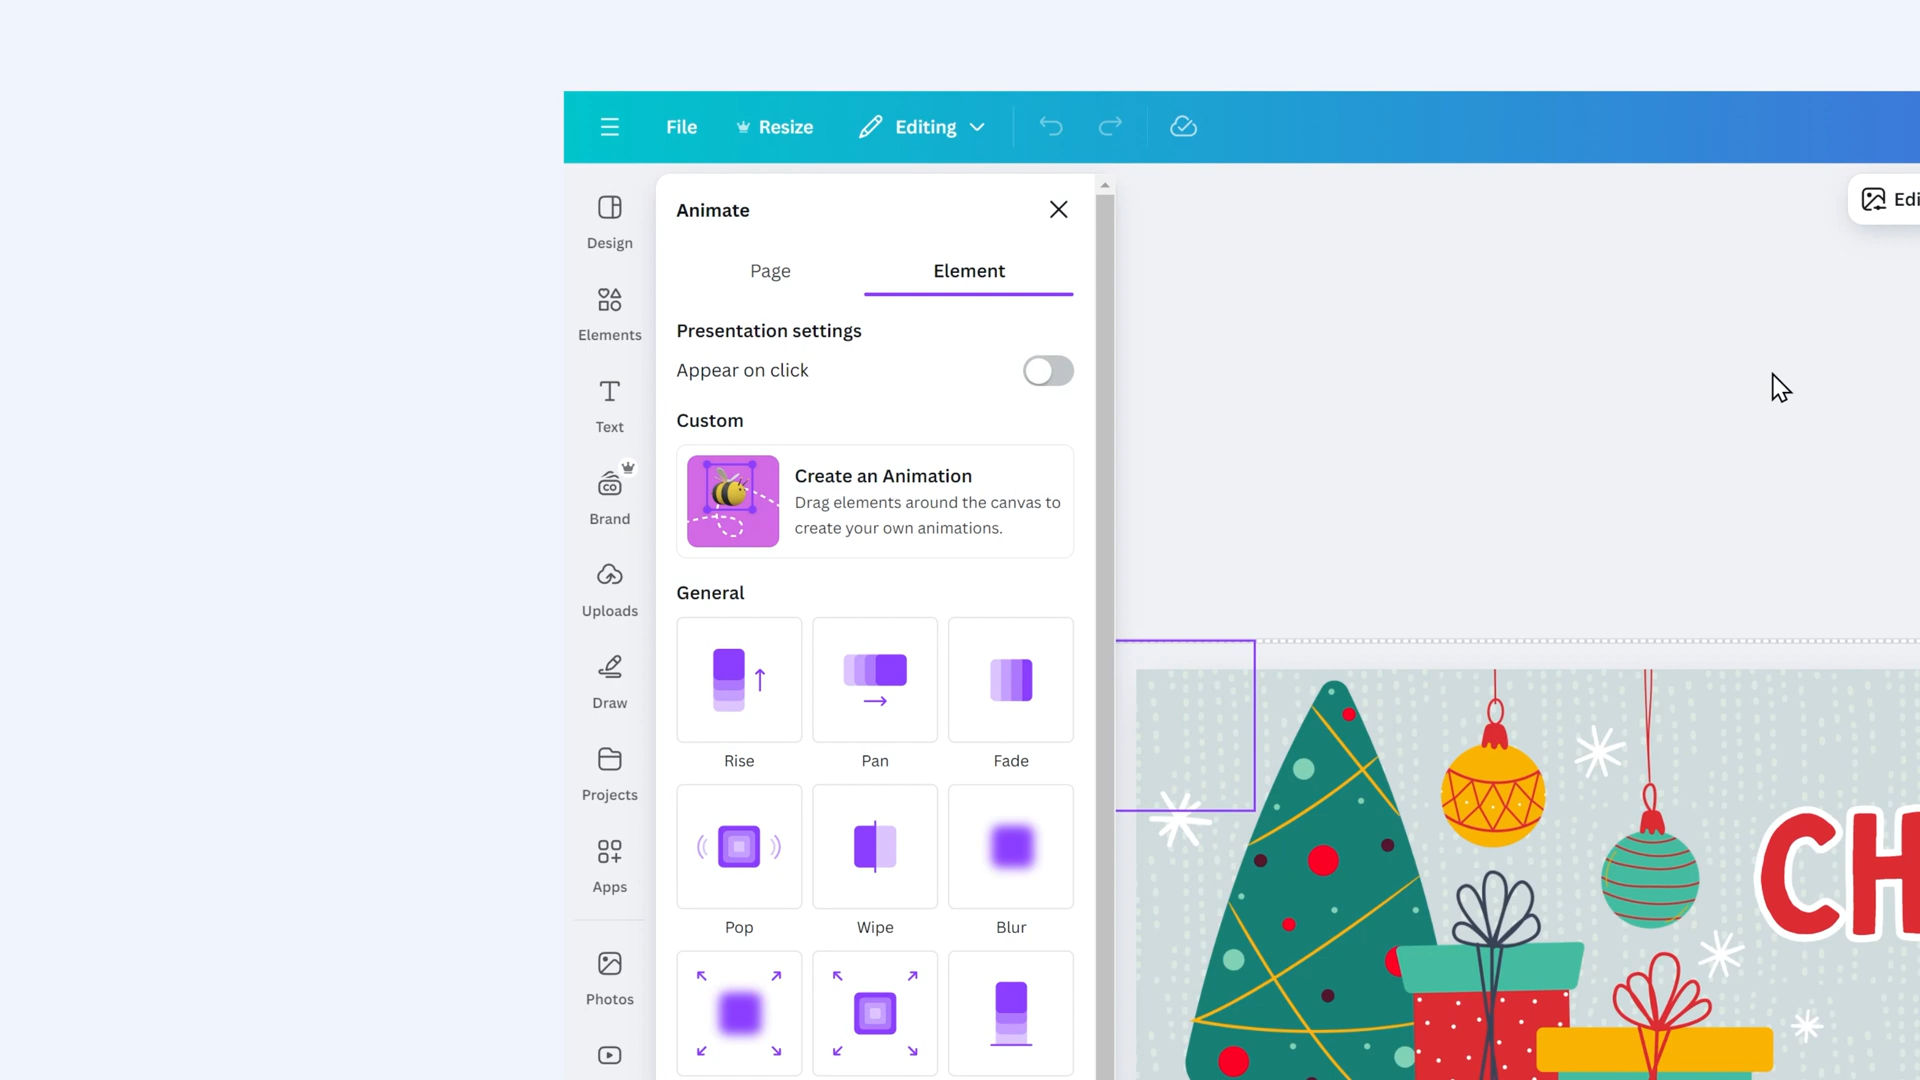 File
Resize
Editing
Design
Elements
Text
Brand
CO
Uploads
Draw
Projects
Apps
Photos
Animate
Page
Element
Presentation settings
Appear on click
Custom
Create an Animation
Drag elements around the canvas to
create your own animations.
General
Rise
Pan
Fade
Pop
Wipe
Blur
Edi
CH